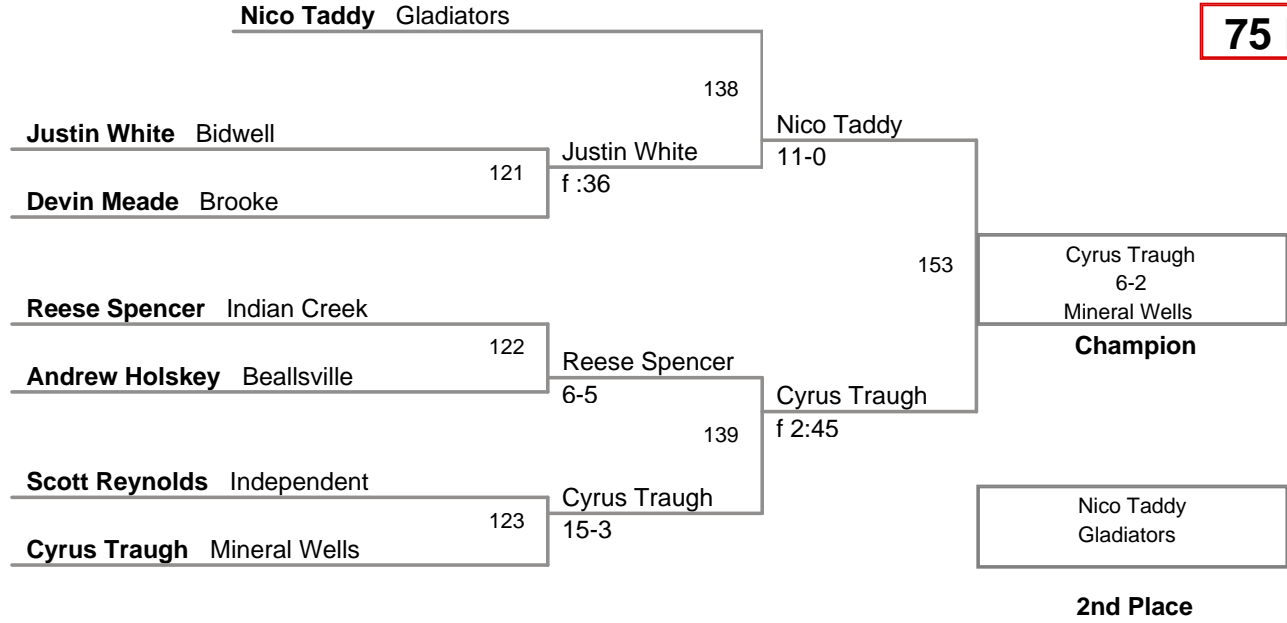 Nico Taddy Gladiators
75
138
Justin White Bidwell
Nico Taddy
11-0
121
Justin White
f :36
Devin Meade Brooke
153
Cyrus Traugh
6-2
Mineral Wells
Champion
Reese Spencer Indian Creek
122
Reese Spencer
6-5
Andrew Holskey Beallsville
Cyrus Traugh
f 2:45
139
Scott Reynolds Independent
123
Cyrus Traugh
15-3
Cyrus Traugh Mineral Wells
Nico Taddy
Gladiators
2nd Place